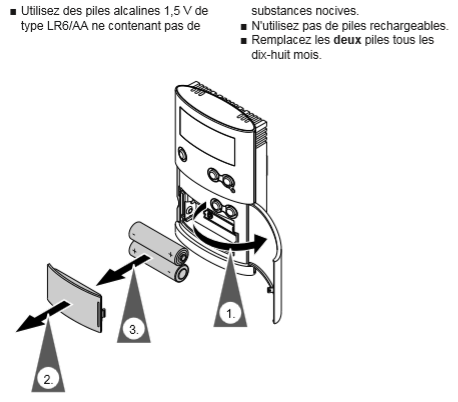 ■ Utilisez des piles alcalines 1,5 V de
type LR6/AA ne contenant pas de
substances nocives.
■ N'utilisez pas de piles rechargeables.
■ Remplacez les deux piles tous les
dix-huit mois.
1.
3.
2.